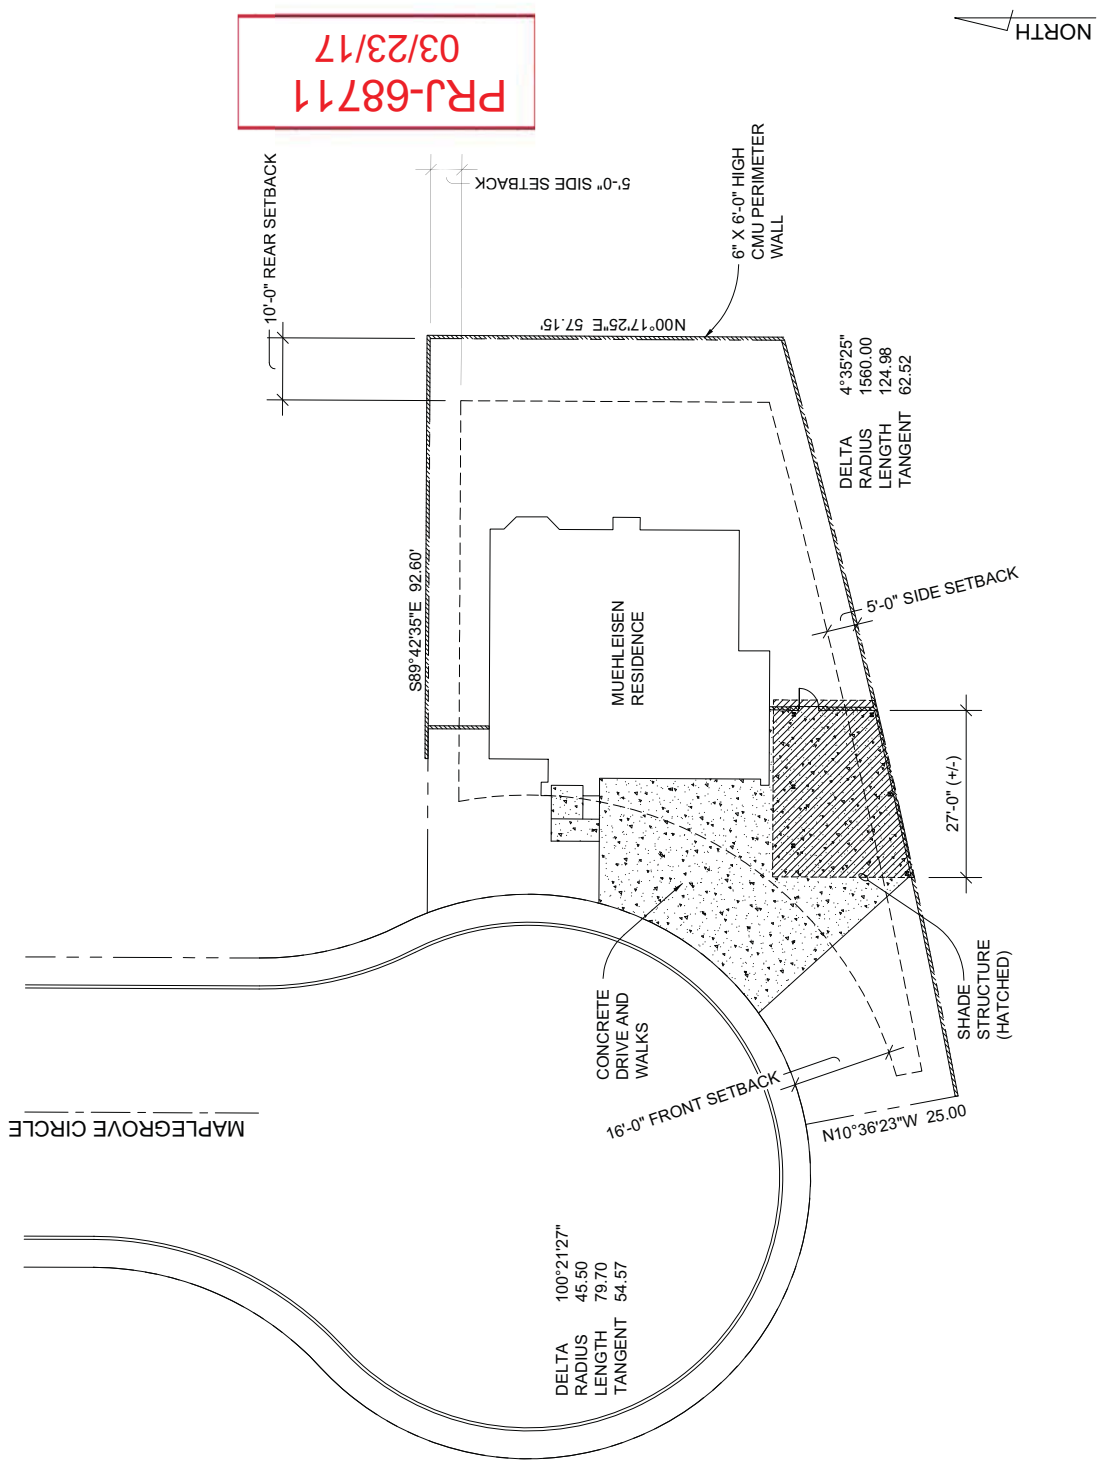 PRJ-68711
03/23/17
NORTH
10'-0" REAR SETBACK
5'-0" SIDE SETBACK
6" X 6'-0" HIGH
CMU PERIMETER
WALL
N00°17'25"E 57.15'
S89°42'35"E 92.60'
DELTA 4°35'25"
RADIUS 1560.00
LENGTH 124.98
TANGENT 62.52
MUEHLEISEN
RESIDENCE
5'-0" SIDE SETBACK
27'-0" (+/-)
SHADE
STRUCTURE
(HATCHED)
CONCRETE
DRIVE AND
WALKS
16'-0" FRONT SETBACK
N10°36'23"W 25.00
MAPLEGROVE CIRCLE
DELTA 100°21'27"
RADIUS 45.50
LENGTH 79.70
TANGENT 54.57